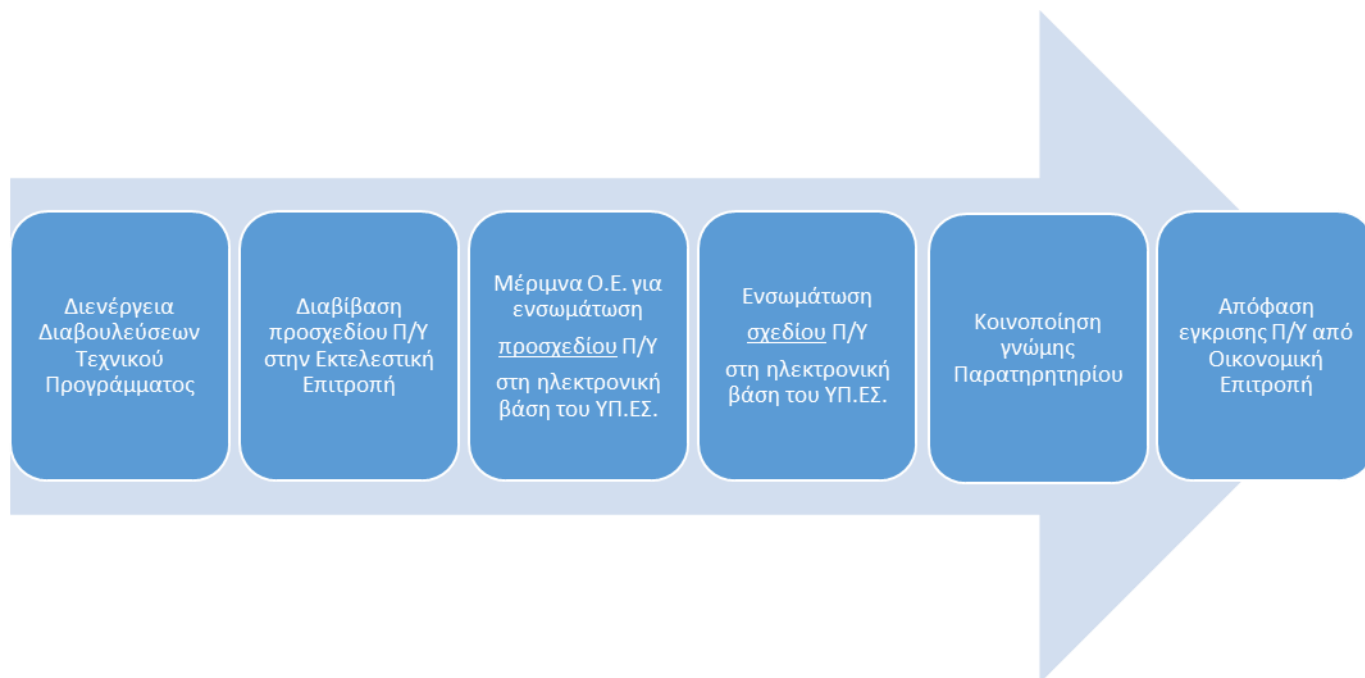 Διενέργεια
Διαβουλεύσεων
Τεχνικού
Προγράμματος
Διαβίβαση
προσχεδίου Π/Υ
στην Εκτελεστική
Επιτροπή
Μέριμνα Ο.Ε. για
ενσωμάτωση
προσχεδίου Π/Υ
στη ηλεκτρονική
βάση του ΥΠ.ΕΣ.
Ενσωμάτωση
σχεδίου Π/Υ
στη ηλεκτρονική
βάση του ΥΠ.ΕΣ.
Κοινοποίηση
γνώμης
Παρατηρητηρίου
Απόφαση
εγκρισης Π/Υ από
Οικονομική
Επιτροπή